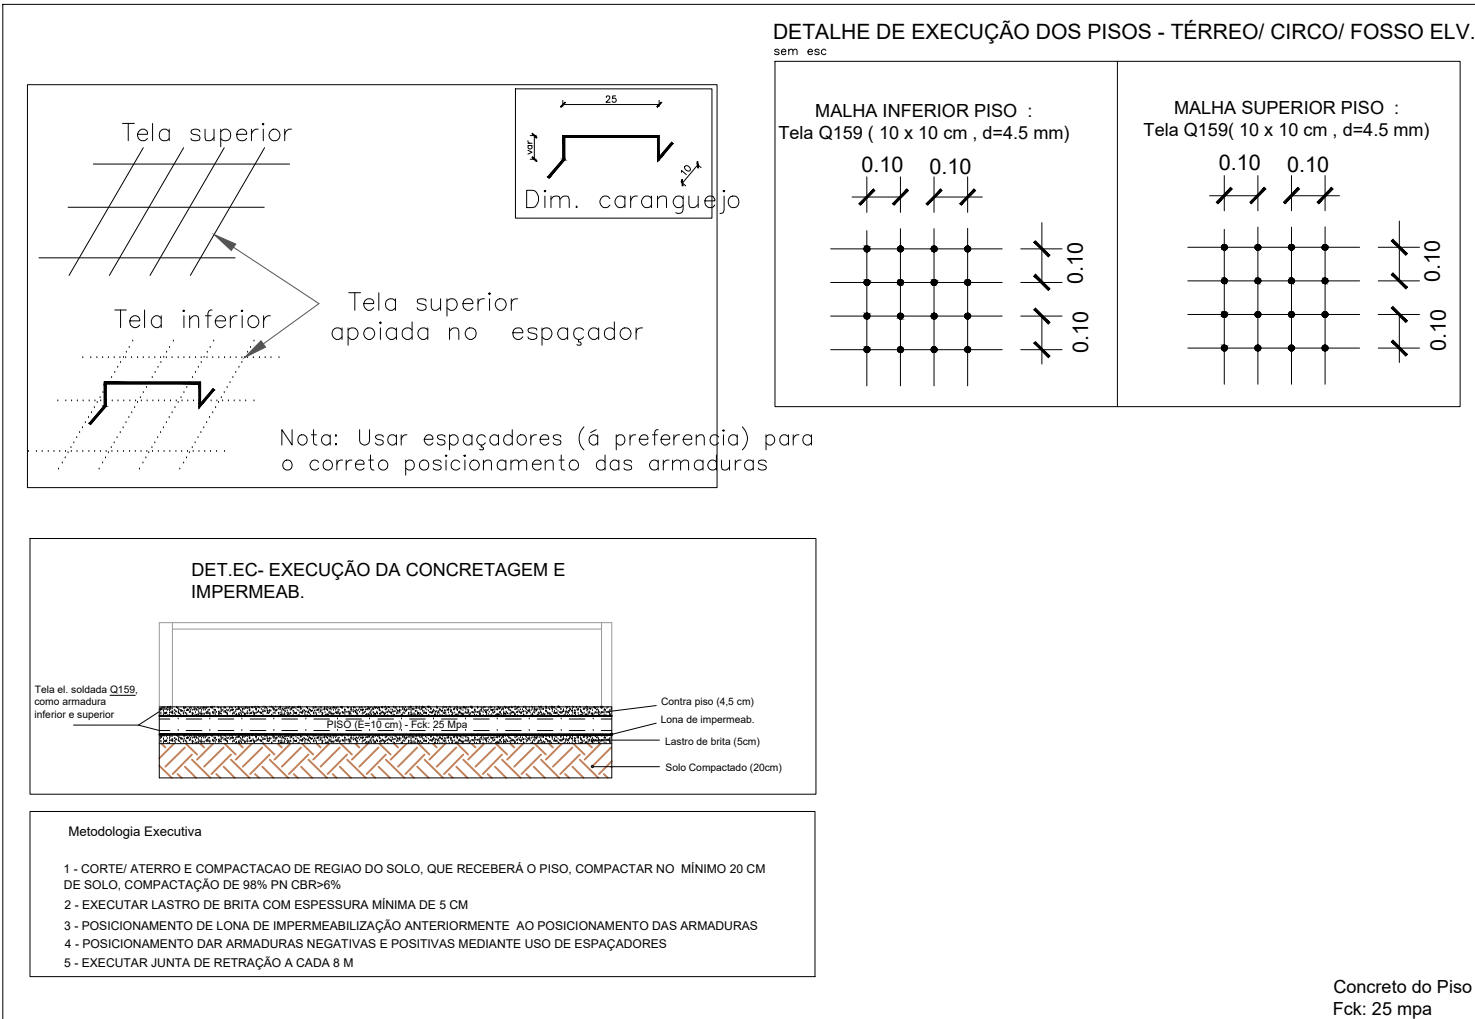 DETALHE DE EXECUÇÃO DOS PISOS - TÉRREO/ CIRCO/ FOSSO ELV.
sem esc
Tela superior
25
var
10
Dim. caranguejo
Tela superior
apoiada no espaçador
Tela inferior
Nota: Usar espaçadores (á preferencia) para
o correto posicionamento das armaduras
MALHA INFERIOR PISO :
Tela Q159 ( 10 x 10 cm , d=4.5 mm)
0.10 0.10
0.10
0.10
MALHA SUPERIOR PISO :
Tela Q159( 10 x 10 cm , d=4.5 mm)
0.10 0.10
0.10
0.10
DET.EC- EXECUÇÃO DA CONCRETAGEM E
IMPERMEAB.
Tela el. soldada Q159,
como armadura
inferior e superior
PISO (E=10 cm) - Fck: 25 Mpa
Contra piso (4,5 cm)
Lona de impermeab.
Lastro de brita (5cm)
Solo Compactado (20cm)
Metodologia Executiva
1 - CORTE/ ATERRO E COMPACTACAO DE REGIAO DO SOLO, QUE RECEBERÁ O PISO, COMPACTAR NO MÍNIMO 20 CM
DE SOLO, COMPACTAÇÃO DE 98% PN CBR>6%
2 - EXECUTAR LASTRO DE BRITA COM ESPESSURA MÍNIMA DE 5 CM
3 - POSICIONAMENTO DE LONA DE IMPERMEABILIZAÇÃO ANTERIORMENTE AO POSICIONAMENTO DAS ARMADURAS
4 - POSICIONAMENTO DAR ARMADURAS NEGATIVAS E POSITIVAS MEDIANTE USO DE ESPAÇADORES
5 - EXECUTAR JUNTA DE RETRAÇÃO A CADA 8 M
Concreto do Piso
Fck: 25 mpa